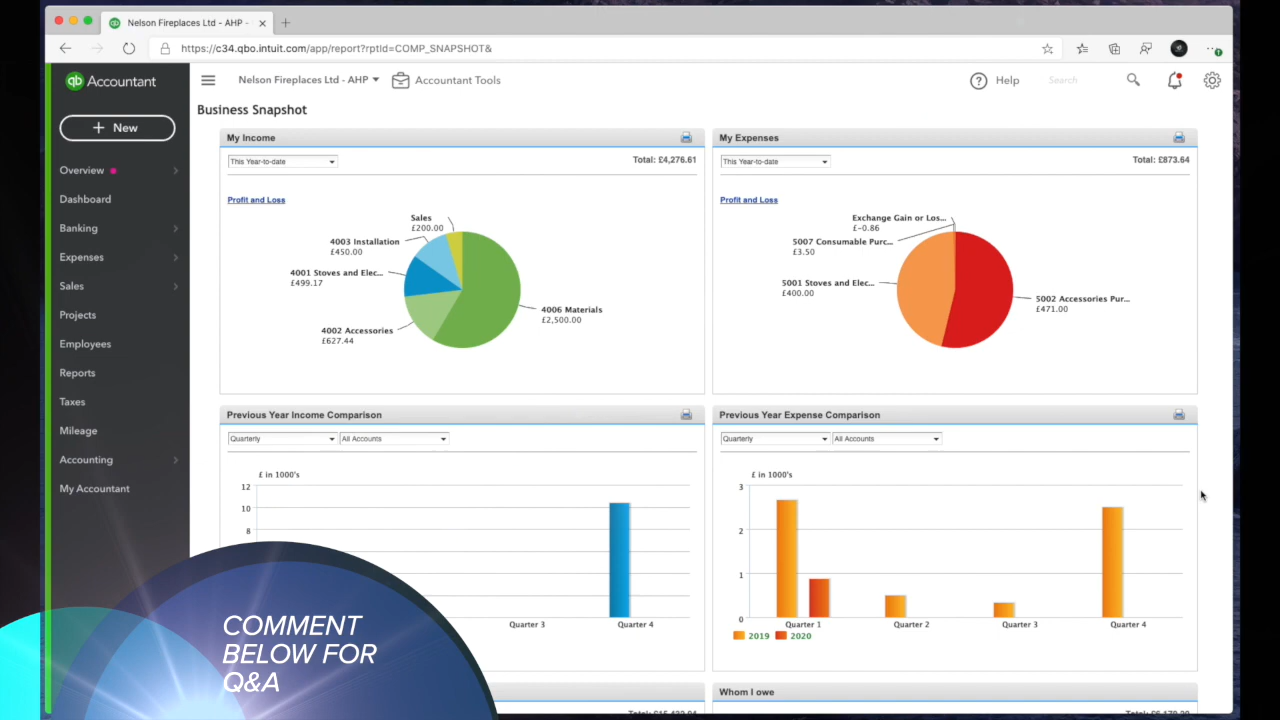 Nelson Fireplaces Ltd - AHP -
https://c34.qbo.intuit.com/app/report?rptId=COMP_SNAPSHOT&
qb Accountant
Nelson Fireplaces Ltd - AHP
Accountant Tools
Help
Search
+ New
Overview
Dashboard
Banking
Expenses
Sales
Projects
Employees
Reports
Taxes
Mileage
Accounting
My Accountant
Business Snapshot
My Income
This Year-to-date
Total: £4,276.61
Profit and Loss
Sales
£200.00
4003 Installation
£450.00
4001 Stoves and Elec...
£499.17
4002 Accessories
£627.44
4006 Materials
£2,500.00
My Expenses
This Year-to-date
Total: £873.64
Profit and Loss
Exchange Gain or Los...
£-0.86
5007 Consumable Purc...
£3.50
5001 Stoves and Elec...
£400.00
5002 Accessories Pur...
£471.00
Previous Year Income Comparison
Quarterly
All Accounts
£ in 1000's
12
10
8
Quarter 3
Quarter 4
Previous Year Expense Comparison
Quarterly
All Accounts
£ in 1000's
3
2
1
0
Quarter 1
Quarter 2
Quarter 3
Quarter 4
2019
2020
Whom I owe
COMMENT
BELOW FOR
Q&A